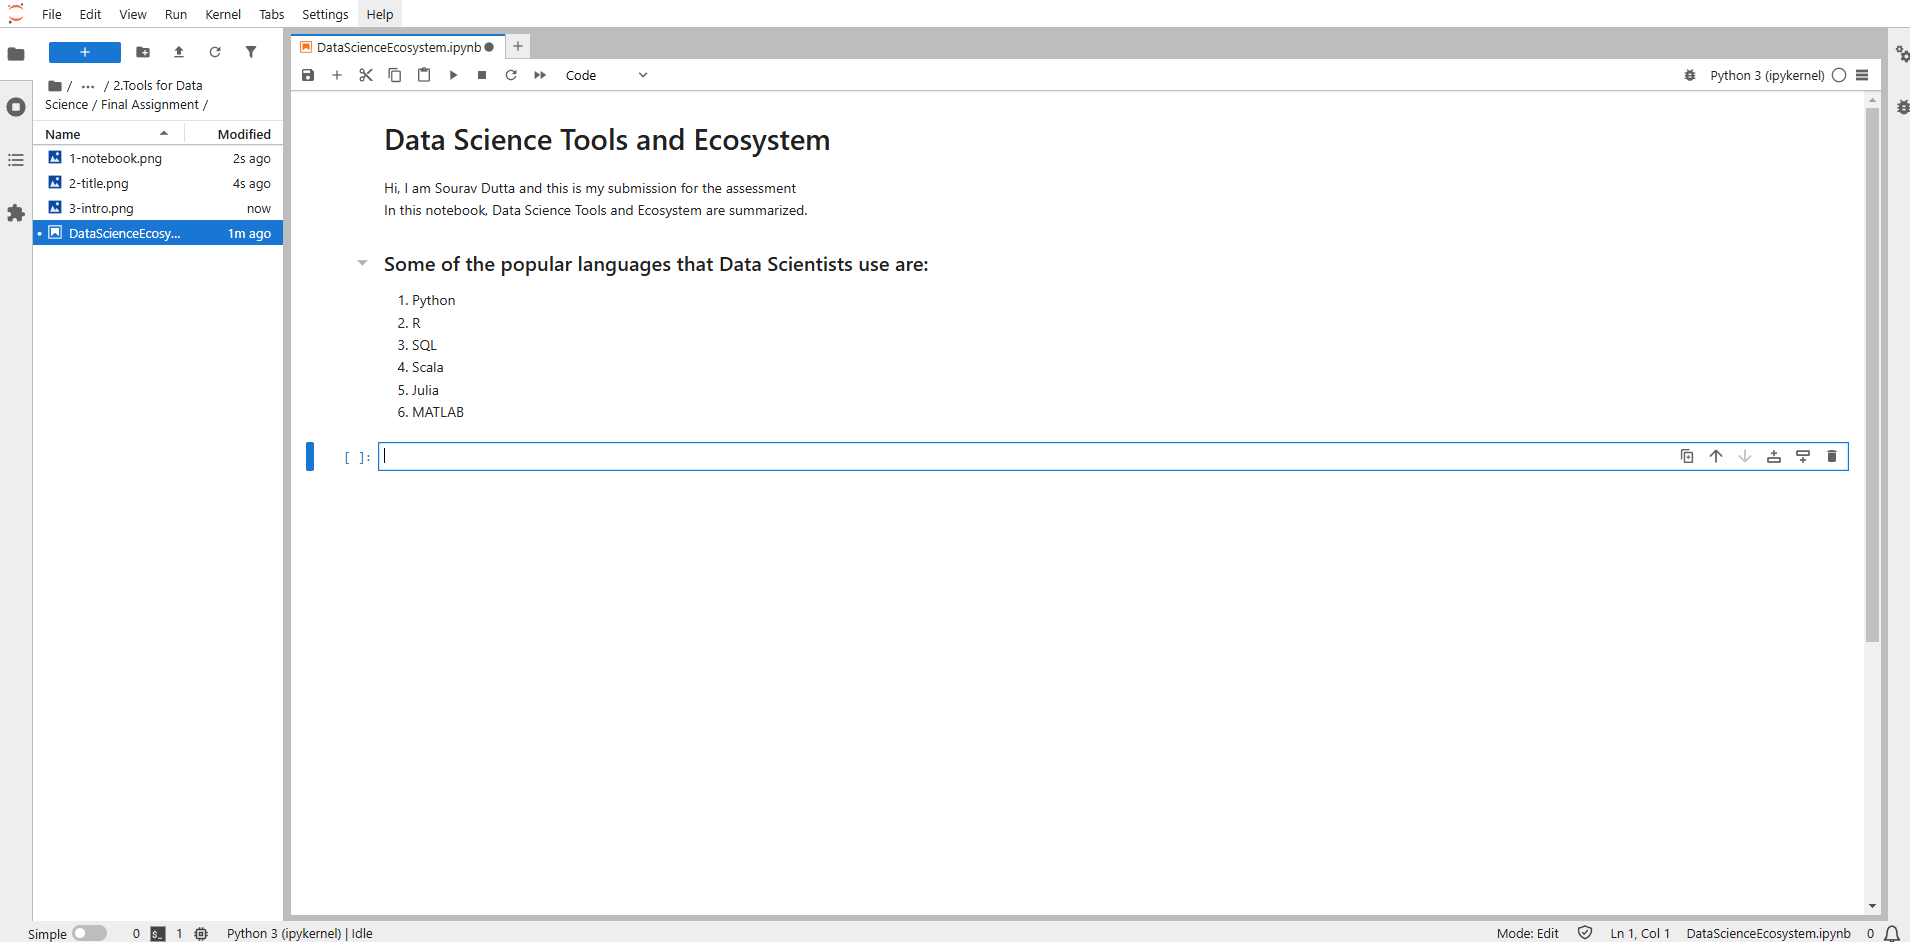 File Edit View Run Kernel Tabs Settings Help
/ ... / 2.Tools for Data
Science / Final Assignment /
Name Modified
1-notebook.png 2s ago
2-title.png 4s ago
3-intro.png now
DataScienceEcosy... 1m ago
DataScienceEcosystem.ipynb
Code
Python 3 (ipykernel)
Data Science Tools and Ecosystem
Hi, I am Sourav Dutta and this is my submission for the assessment
In this notebook, Data Science Tools and Ecosystem are summarized.
Some of the popular languages that Data Scientists use are:
1. Python
2. R
3. SQL
4. Scala
5. Julia
6. MATLAB
[ ]:
Simple 0 $_ 1 Python 3 (ipykernel) | Idle Mode: Edit Ln 1, Col 1 DataScienceEcosystem.ipynb 0